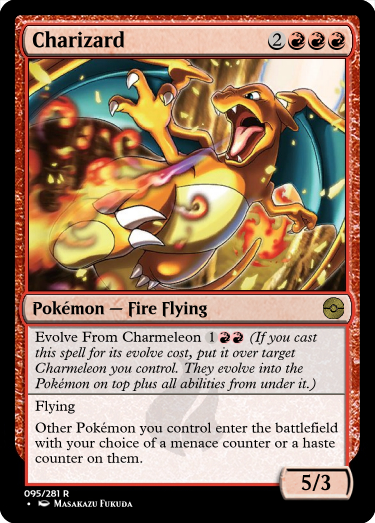 Charizard 2
Pokémon — Fire Flying
Evolve From Charmeleon 1 (If you cast
this spell for its evolve cost, put it over target
Charmeleon you control. They evolve into the
Pokémon on top plus all abilities from under it.)
Flying
Other Pokémon you control enter the battlefield
with your choice of a menace counter or a haste
counter on them.
5/3
095/281 R
• Masakazu Fukuda